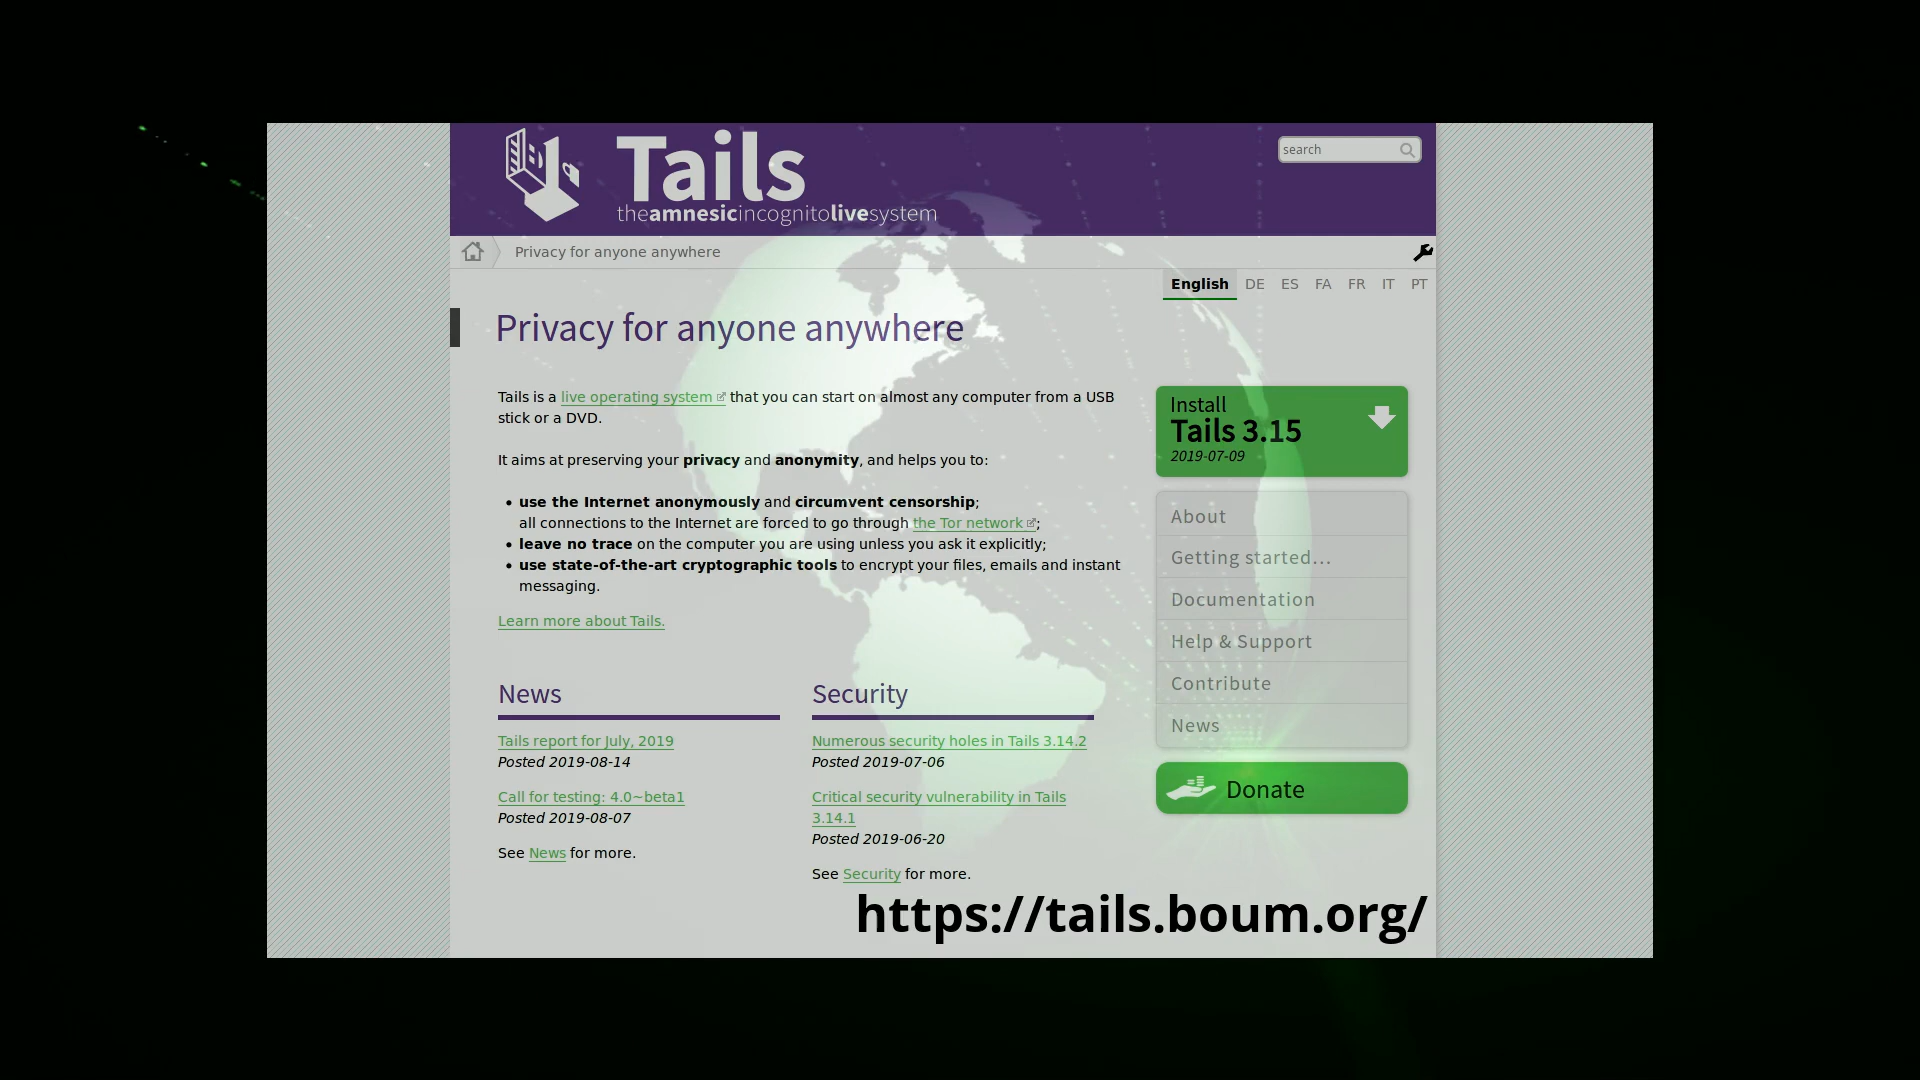 Tails
theamnesicincognitolivesystem
search
Privacy for anyone anywhere
English DE ES FA FR IT PT
Privacy for anyone anywhere
Tails is a live operating system that you can start on almost any computer from a USB
stick or a DVD.
It aims at preserving your privacy and anonymity, and helps you to:
• use the Internet anonymously and circumvent censorship;
all connections to the Internet are forced to go through the Tor network;
• leave no trace on the computer you are using unless you ask it explicitly;
• use state-of-the-art cryptographic tools to encrypt your files, emails and instant
messaging.
Learn more about Tails.
Install
Tails 3.15
2019-07-09
About
Getting started...
Documentation
Help & Support
Contribute
News
Donate
News
Tails report for July, 2019
Posted 2019-08-14
Call for testing: 4.0~beta1
Posted 2019-08-07
See News for more.
Security
Numerous security holes in Tails 3.14.2
Posted 2019-07-06
Critical security vulnerability in Tails
3.14.1
Posted 2019-06-20
See Security for more.
https://tails.boum.org/